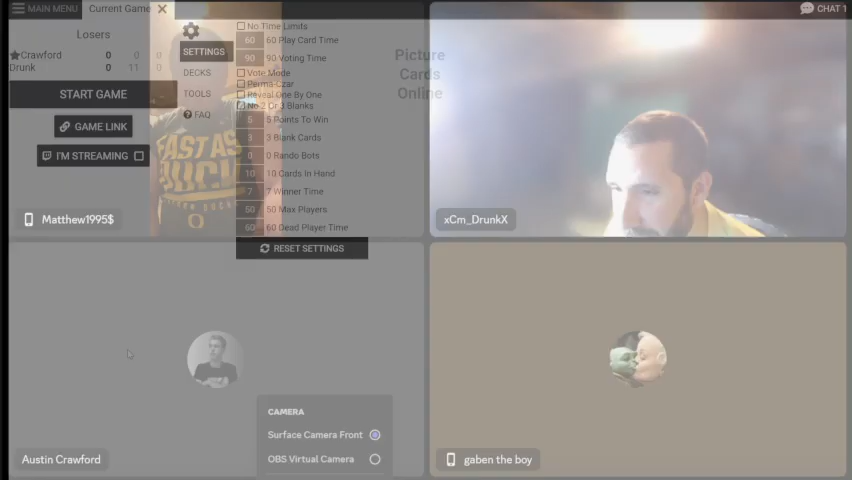 MAIN MENU
Current Game
CHAT 1
Losers
Crawford 0 0 0
Drunk 0 11 0
START GAME
GAME LINK
I'M STREAMING
SETTINGS
DECKS
TOOLS
FAQ
No Time Limits
60 60 Play Card Time
90 90 Voting Time
Vote Mode
Perma-Czar
Reveal One By One
No 2 Or 3 Blanks
5 5 Points To Win
3 3 Blank Cards
0 0 Rando Bots
10 10 Cards In Hand
7 7 Winner Time
50 50 Max Players
60 60 Dead Player Time
RESET SETTINGS
Picture
Cards
Online
FAST AS
Matthew1995$
xCm_DrunkX
CAMERA
Surface Camera Front
OBS Virtual Camera
Austin Crawford
gaben the boy